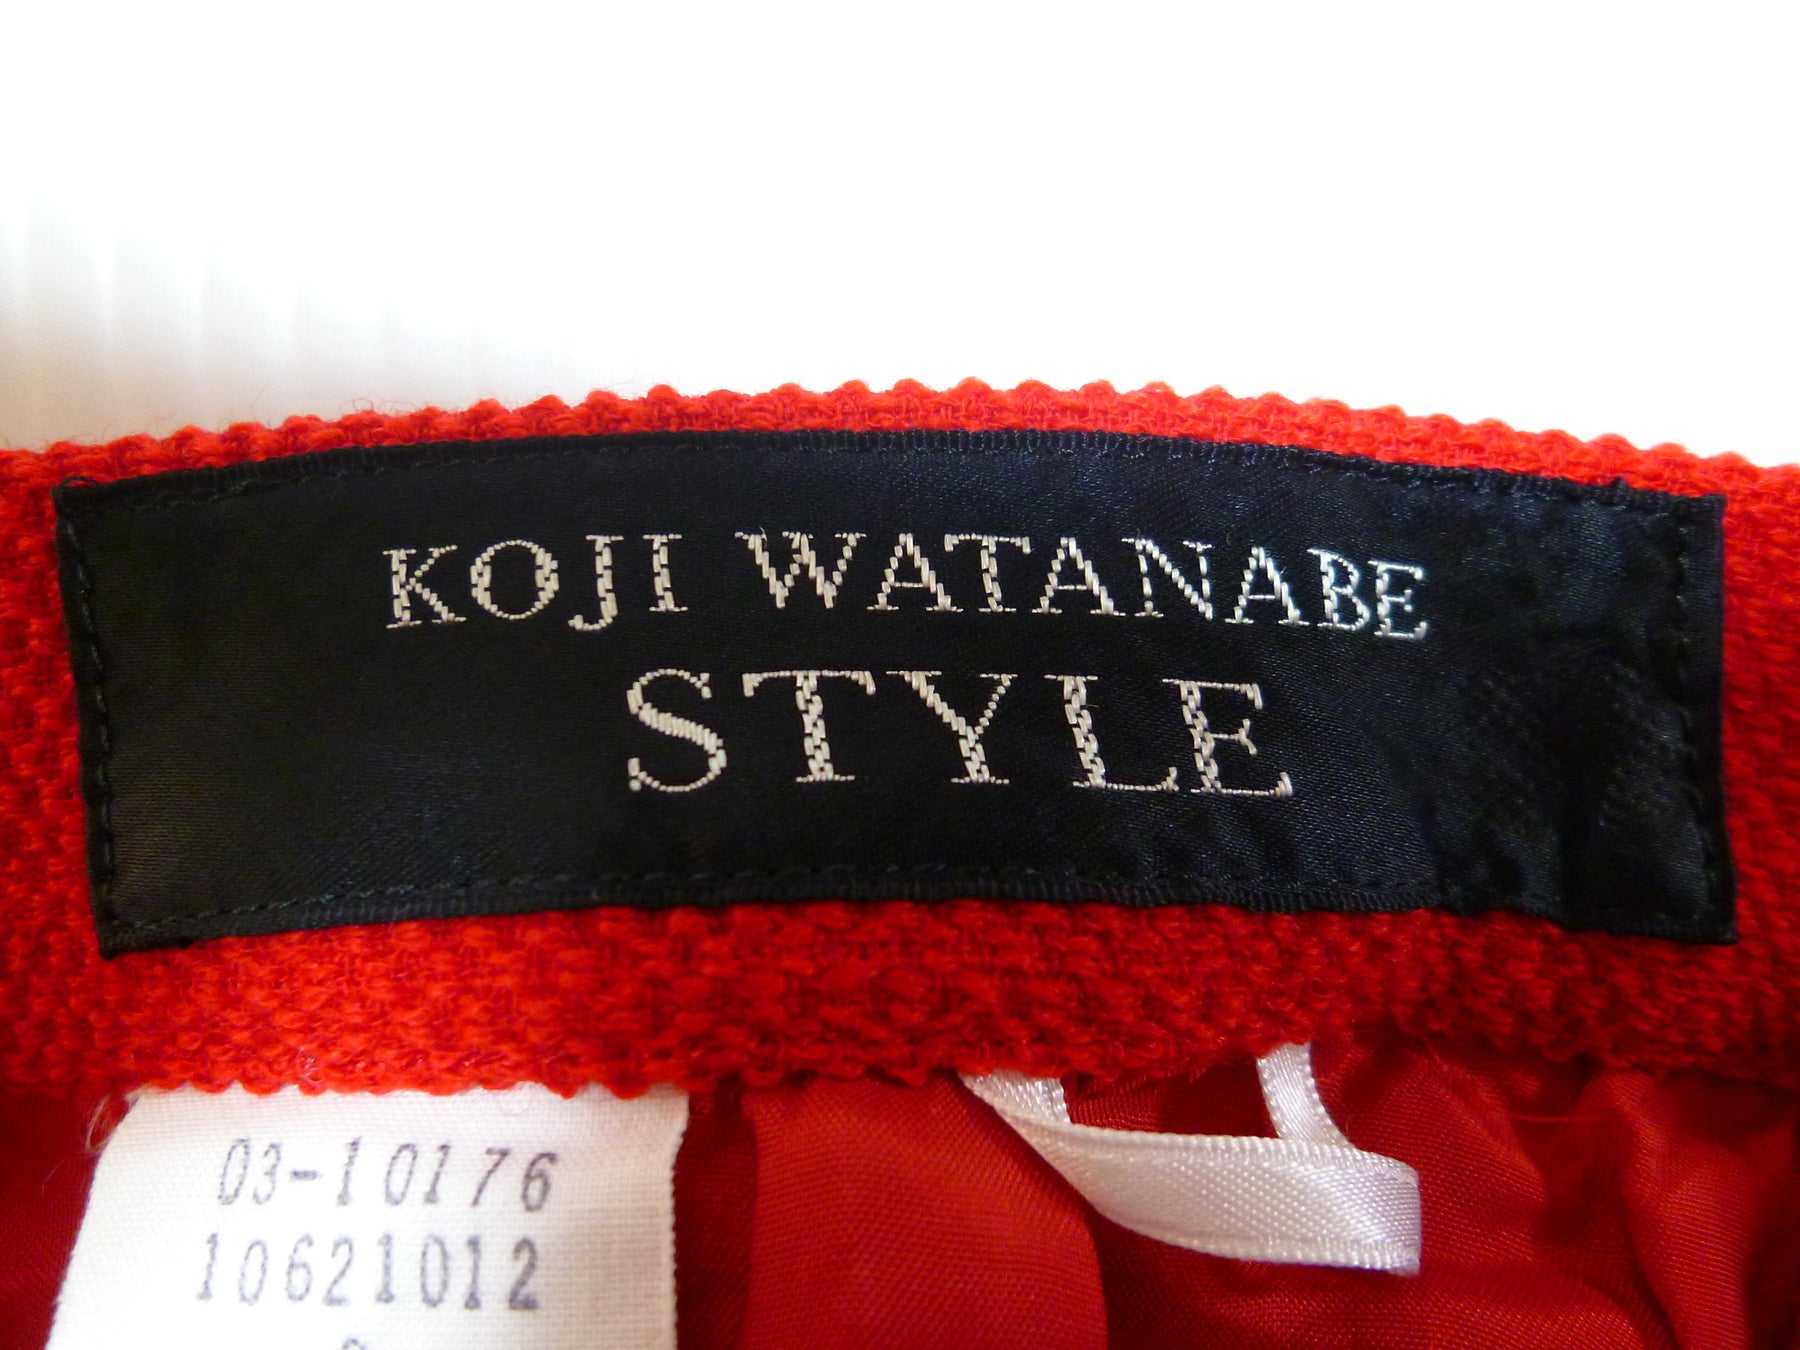 KOJI WATANABE
STYLE
03-10176
10621012